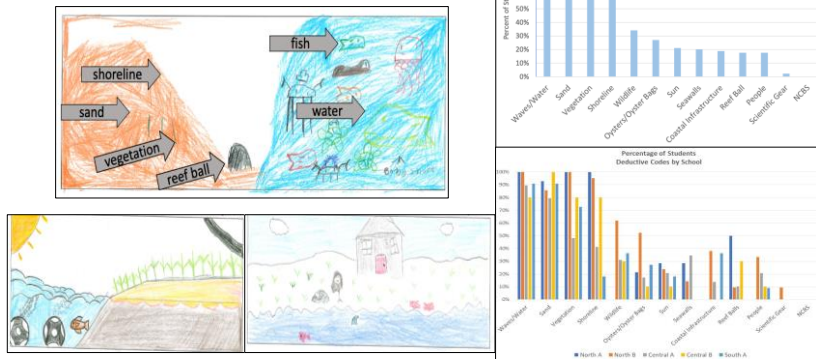 shoreline
sand
vegetation
reef ball
fish
water
Percent of St
50%
40%
30%
20%
10%
0%
Waves/Water
Sand
Vegetation
Shoreline
Wildlife
Oysters/Oyster Bags
Sun
Seawalls
Coastal Infrastructure
Reef Ball
People
Scientific Gear
NCBS
Percentage of Students
Deductive Codes by School
100%
90%
80%
70%
60%
50%
40%
30%
20%
10%
0%
Waves/Water
Sand
Vegetation
Shoreline
Wildlife
Oysters/Oyster Bags
Sun
Seawalls
Coastal Infrastructure
Reef Balls
People
Scientific Gear
NCBS
North A North B Central A Central B South A